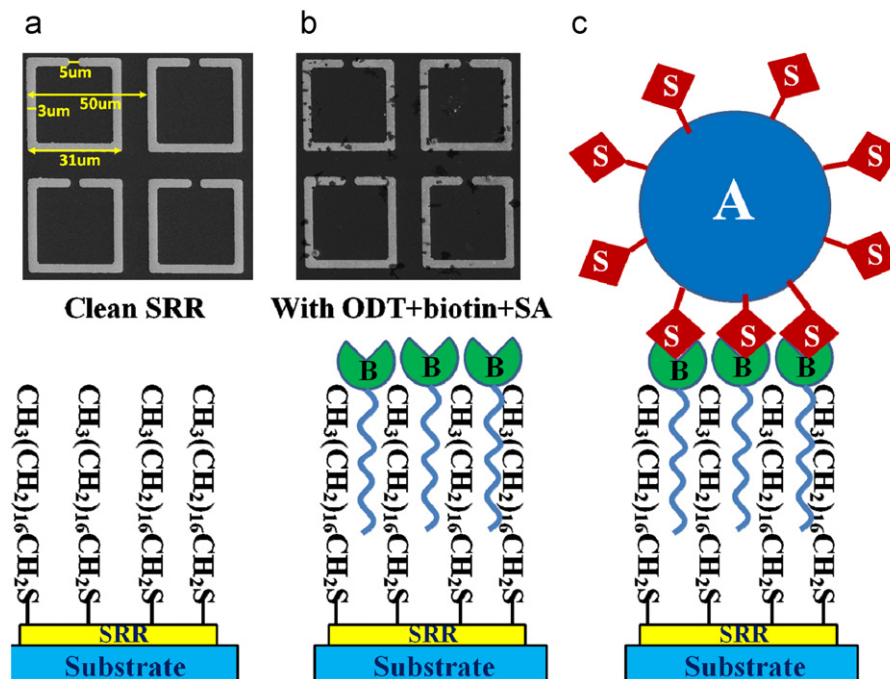 a
b
c
5um
50um
3um
31um
Clean SRR
With ODT+biotin+SA
S
S
S
S
S
S
S
S
A
S
S
S
B
B
B
B
B
B
CH3(CH2)16CH2S
CH3(CH2)16CH2S
CH3(CH2)16CH2S
CH3(CH2)16CH2S
CH3(CH2)16CH2S
CH3(CH2)16CH2S
CH3(CH2)16CH2S
CH3(CH2)16CH2S
CH3(CH2)16CH2S
CH3(CH2)16CH2S
CH3(CH2)16CH2S
CH3(CH2)16CH2S
SRR
SRR
SRR
Substrate
Substrate
Substrate